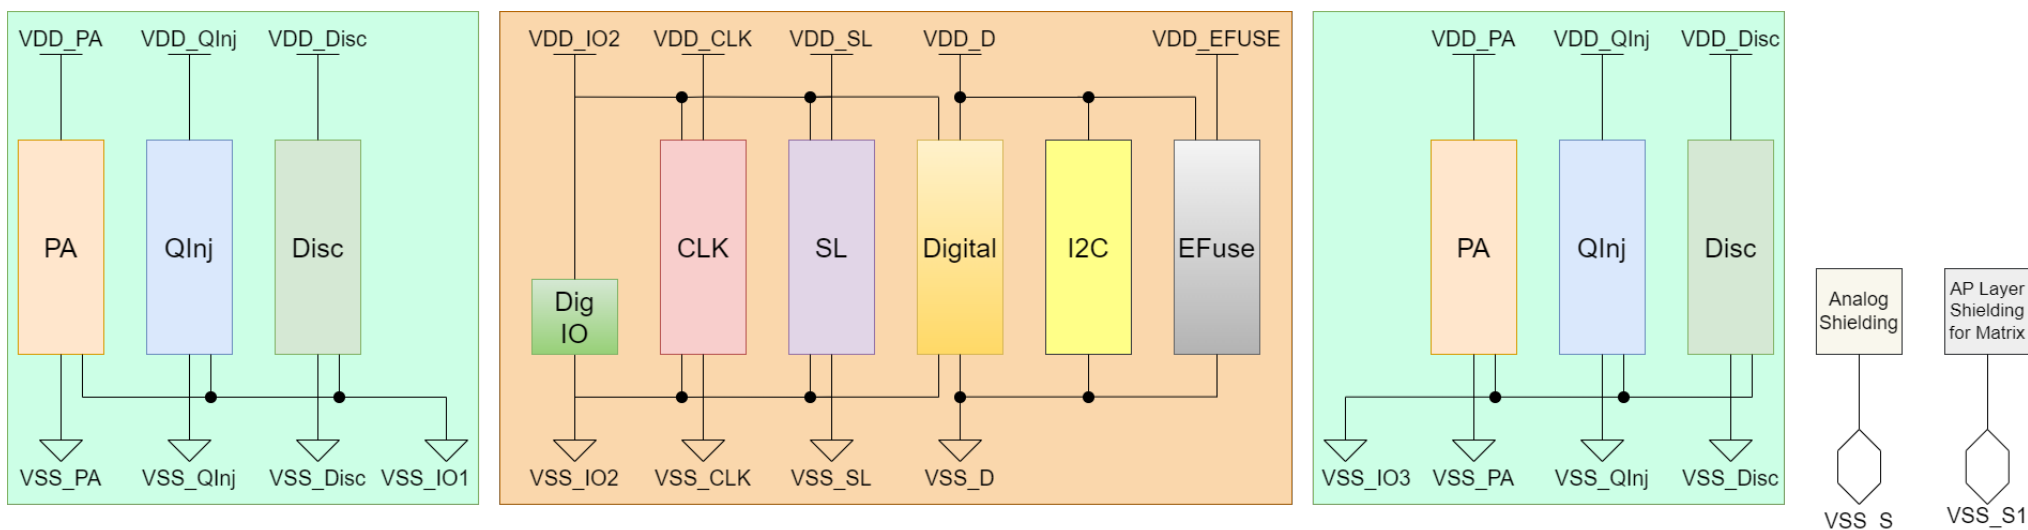 VDD_PA VDD_QInj VDD_Disc
PA QInj Disc
VSS_PA VSS_QInj VSS_Disc VSS_IO1
VDD_IO2 VDD_CLK VDD_SL VDD_D VDD_EFUSE
CLK SL Digital I2C EFuse
Dig
IO
VSS_IO2 VSS_CLK VSS_SL VSS_D
VDD_PA VDD_QInj VDD_Disc
PA QInj Disc
VSS_IO3 VSS_PA VSS_QInj VSS_Disc
Analog
Shielding
VSS_S
AP Layer
Shielding
for Matrix
VSS_S1